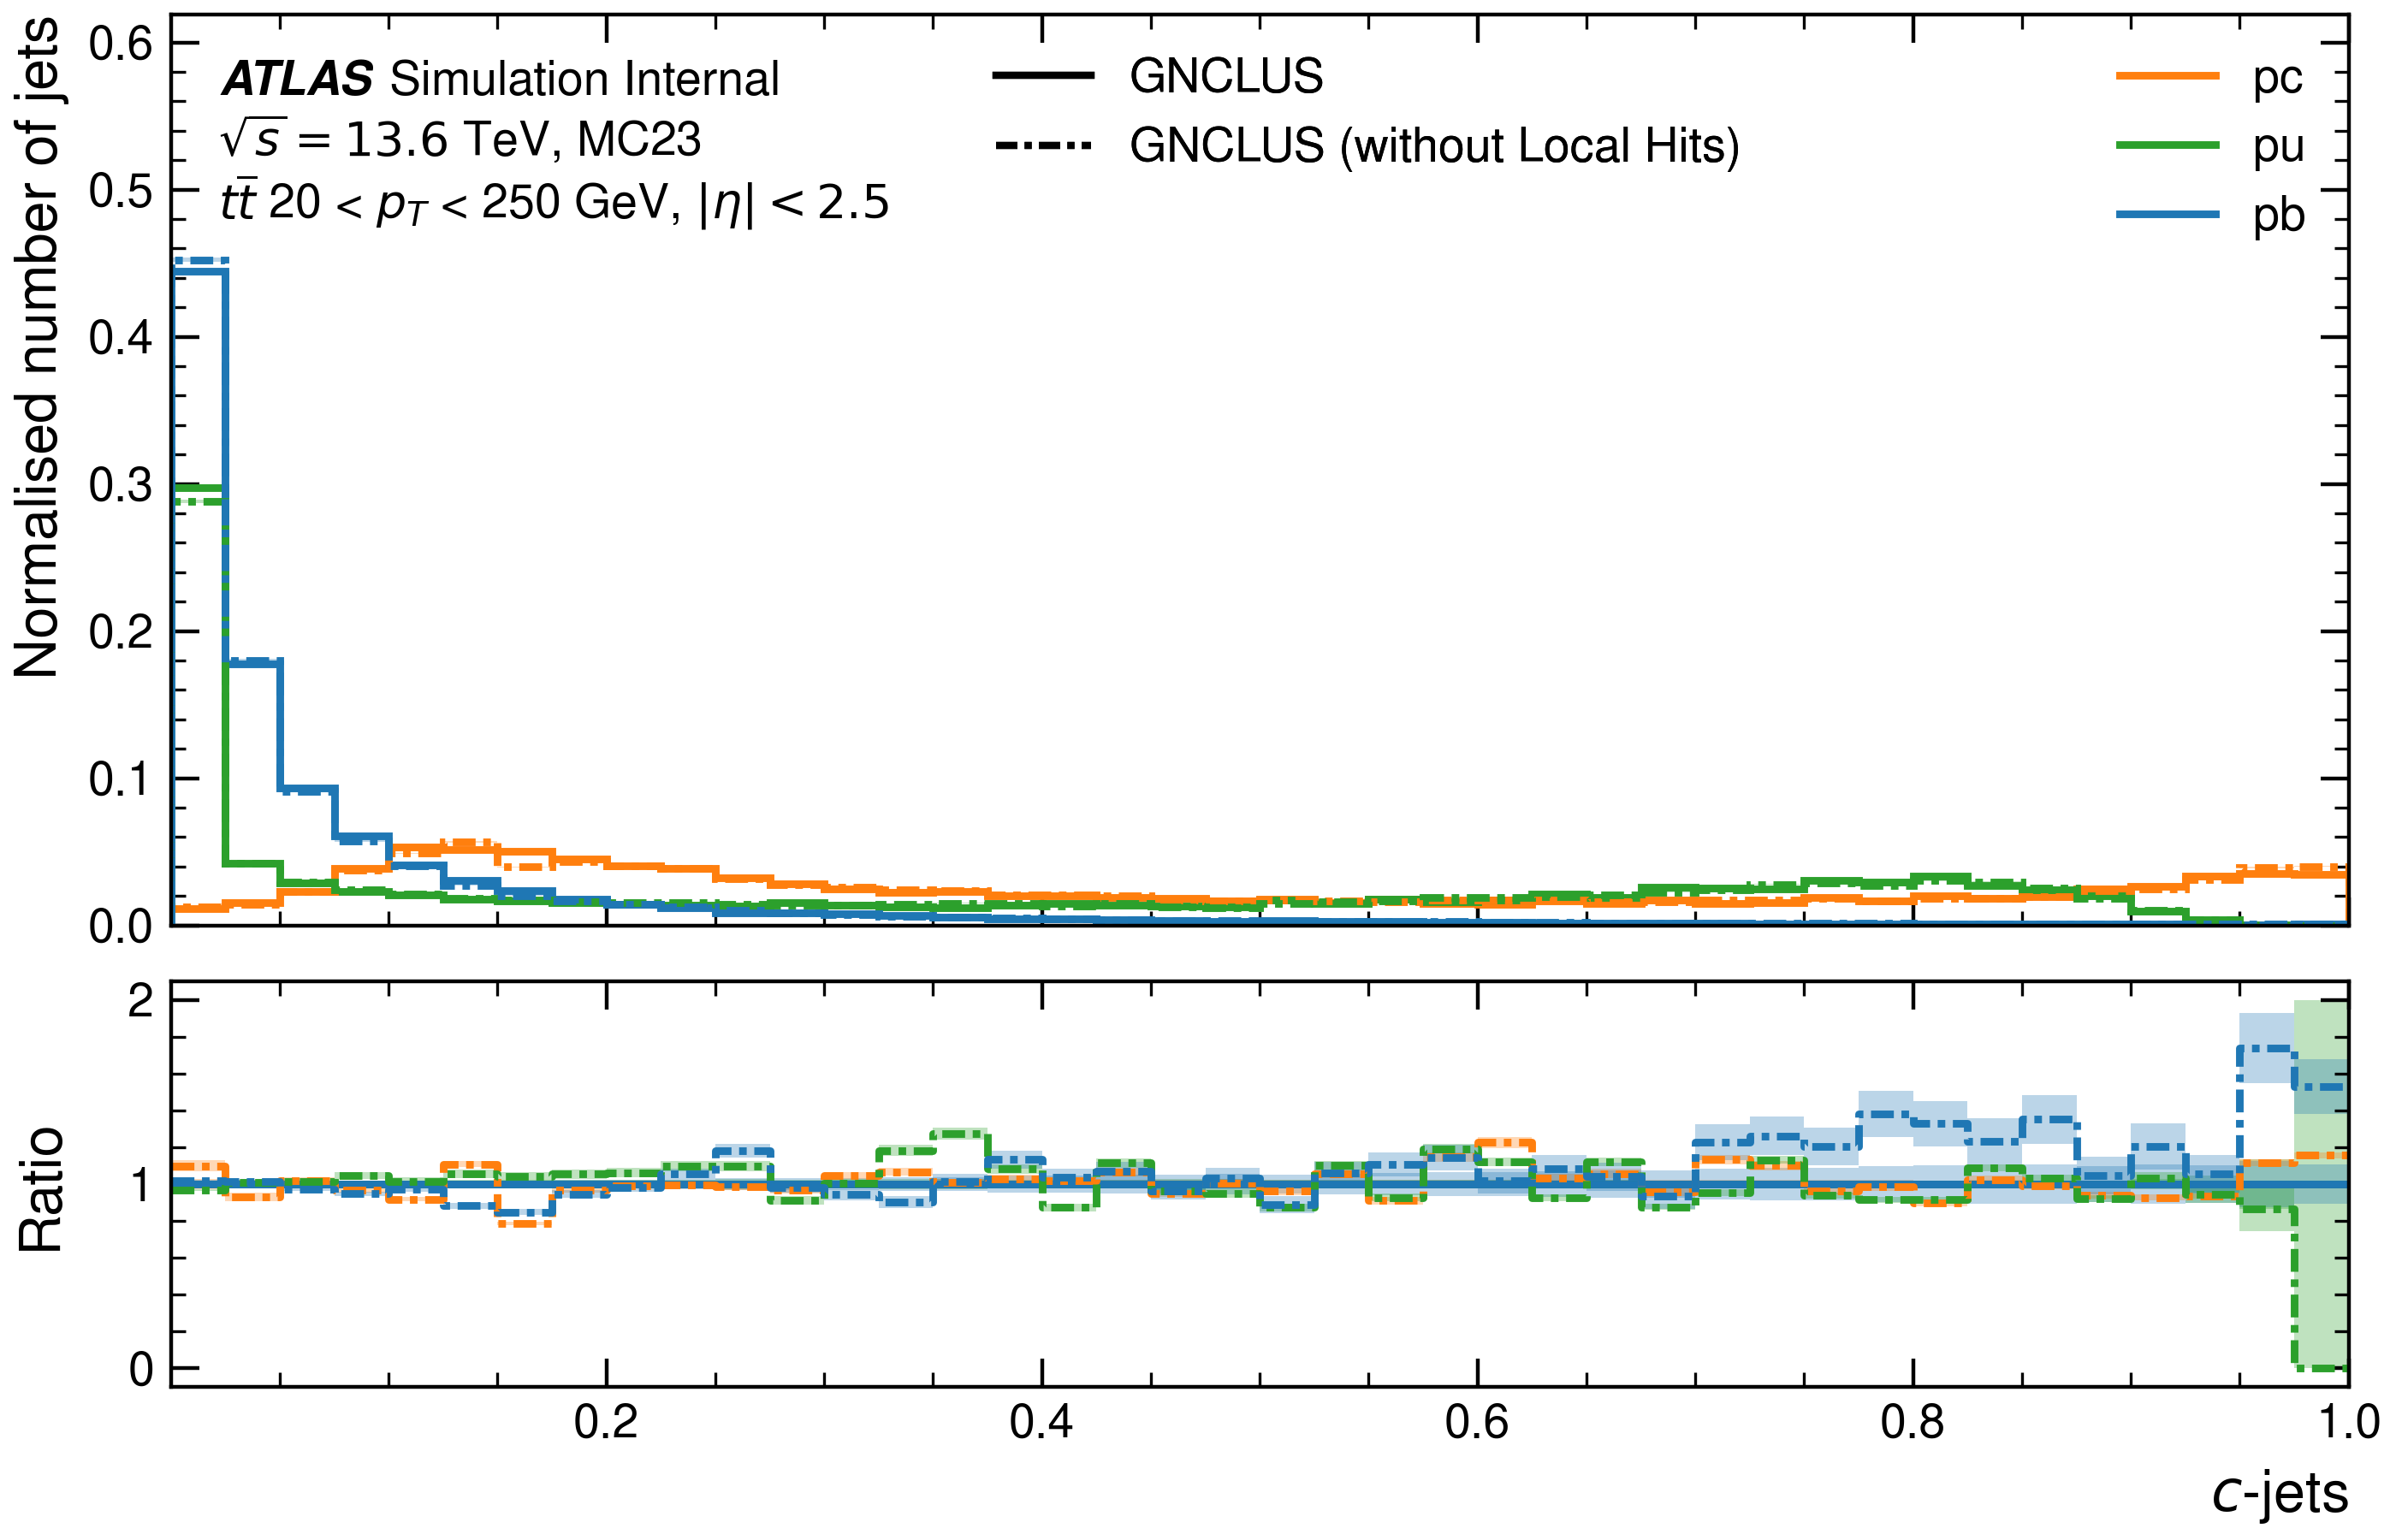 Normalised number of jets
0.6
0.5
0.4
0.3
0.2
0.1
0.0
ATLAS Simulation Internal
√s = 13.6 TeV, MC23
tt̄ 20 < p_T < 250 GeV, |η| < 2.5
GNCLUS
GNCLUS (without Local Hits)
pc
pu
pb
Ratio
2
1
0
0.2 0.4 0.6 0.8 1.0
c-jets